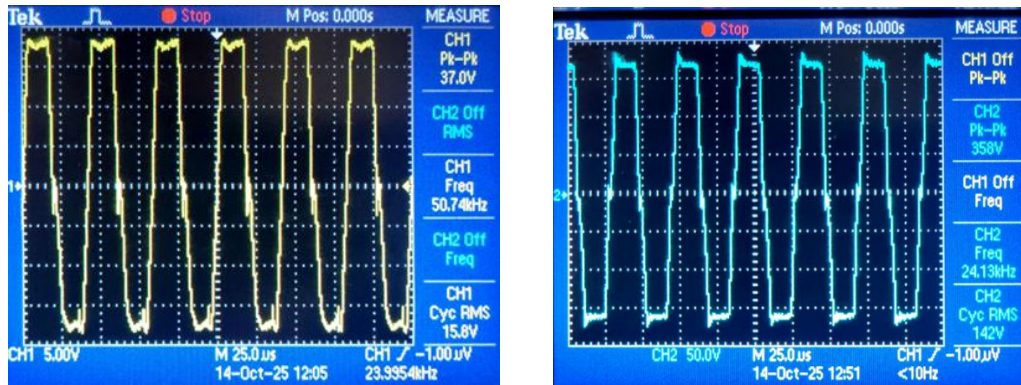 Tek
Stop
M Pos: 0.000s
MEASURE
CH1
Pk-Pk
37.0V
CH2 Off
RMS
CH1
Freq
50.74kHz
CH2 Off
Freq
CH1
Cyc RMS
15.8V
1
CH1 5.00V
M 25.0µs
CH1 -1.00µV
14-Oct-25 12:05
23.9954kHz
Tek
Stop
M Pos: 0.000s
MEASURE
CH1 Off
Pk-Pk
CH2
Pk-Pk
358V
CH1 Off
Freq
CH2
Freq
24.13kHz
CH2
Cyc RMS
142V
2
CH2 50.0V
M 25.0µs
CH1 -1.00µV
14-Oct-25 12:51
<10Hz